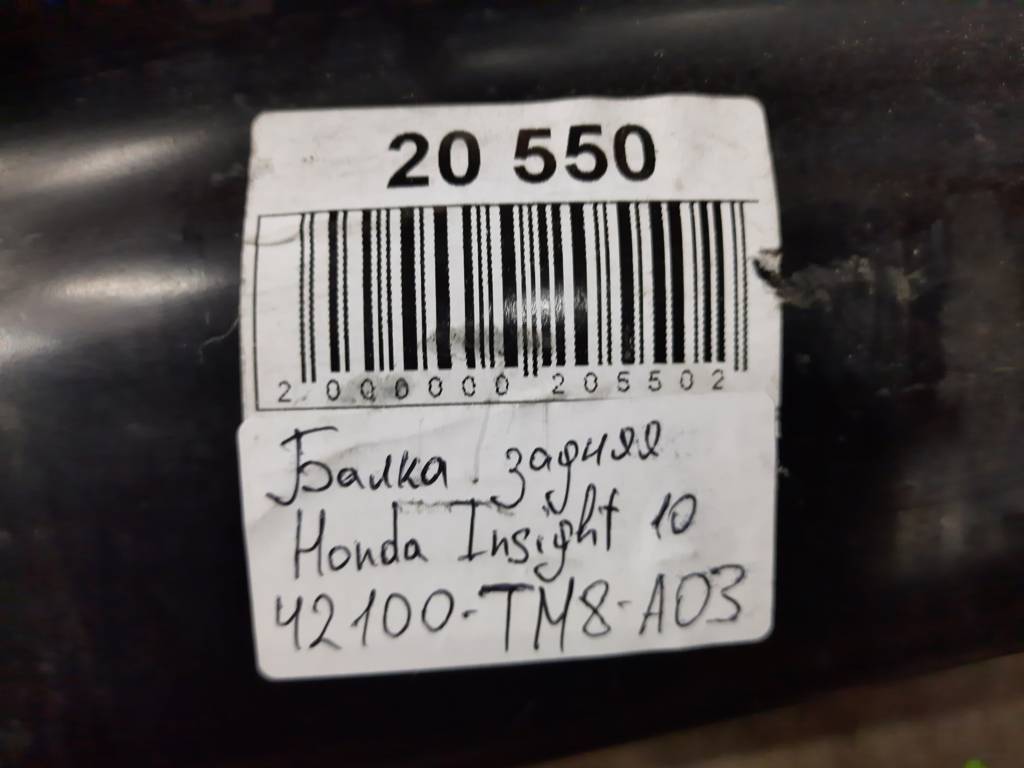 20 550
2 000000 205502
Балка задняя
Honda Insight 10
42100-TM8-A03